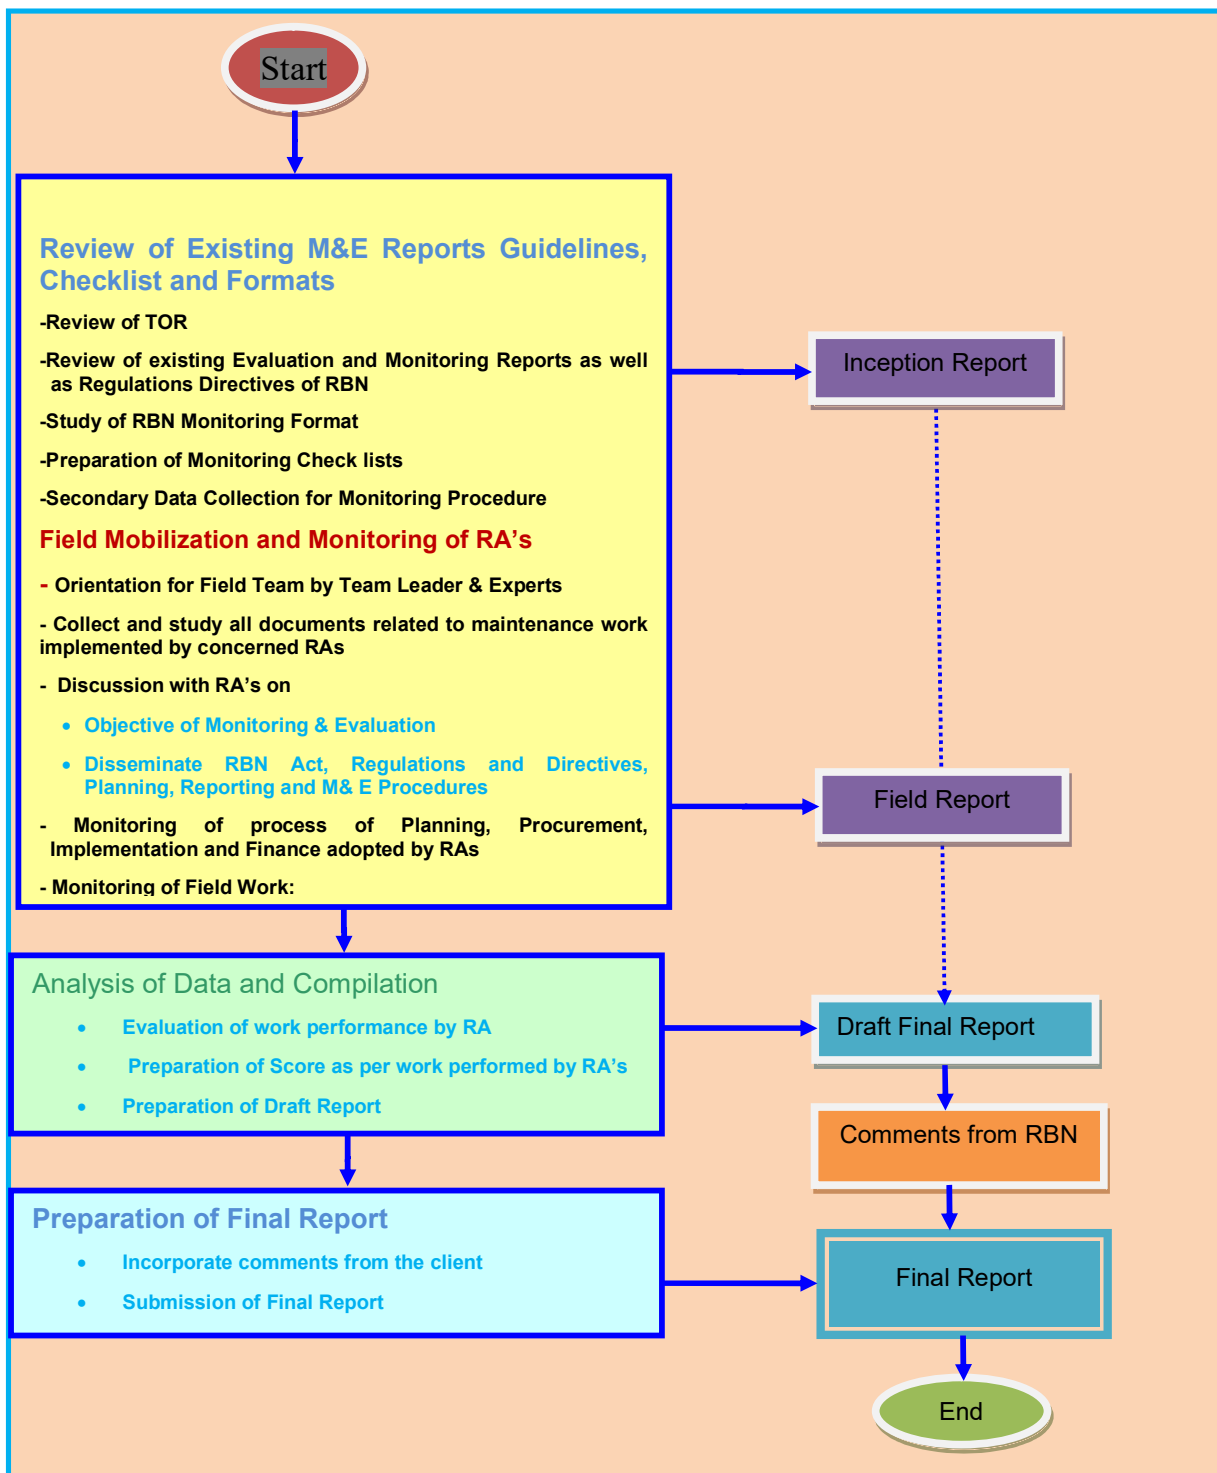 Start
Review of Existing M&E Reports Guidelines,
Checklist and Formats
-Review of TOR
-Review of existing Evaluation and Monitoring Reports as well
as Regulations Directives of RBN
-Study of RBN Monitoring Format
-Preparation of Monitoring Check lists
-Secondary Data Collection for Monitoring Procedure
Field Mobilization and Monitoring of RA’s
- Orientation for Field Team by Team Leader & Experts
- Collect and study all documents related to maintenance work
implemented by concerned RAs
- Discussion with RA’s on
• Objective of Monitoring & Evaluation
• Disseminate RBN Act, Regulations and Directives,
Planning, Reporting and M& E Procedures
- Monitoring of process of Planning, Procurement,
Implementation and Finance adopted by RAs
- Monitoring of Field Work:
Inception Report
Field Report
Analysis of Data and Compilation
• Evaluation of work performance by RA
• Preparation of Score as per work performed by RA’s
• Preparation of Draft Report
Draft Final Report
Comments from RBN
Preparation of Final Report
• Incorporate comments from the client
• Submission of Final Report
Final Report
End